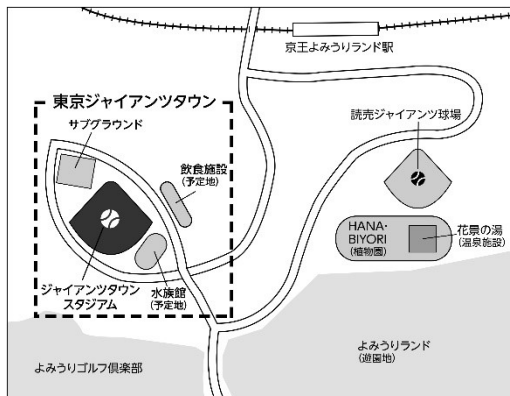 京王よみうりランド駅
東京ジャイアンツタウン
サブグラウンド
飲食施設
(予定地)
読売ジャイアンツ球場
HANA・
BIYORI
(植物園)
花景の湯
(温泉施設)
ジャイアンツタウン
スタジアム
水族館
(予定地)
よみうりゴルフ倶楽部
よみうりランド
(遊園地)